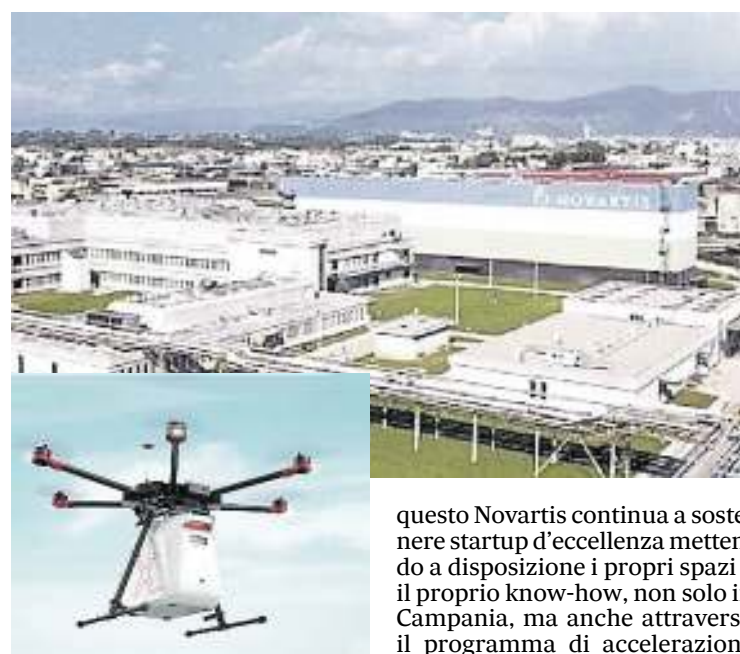 NOVARTIS
questo Novartis continua a soste
nere startup d'eccellenza metten
do a disposizione i propri spazi
il proprio know-how, non solo i
Campania, ma anche attravers
il programma di accelerazion